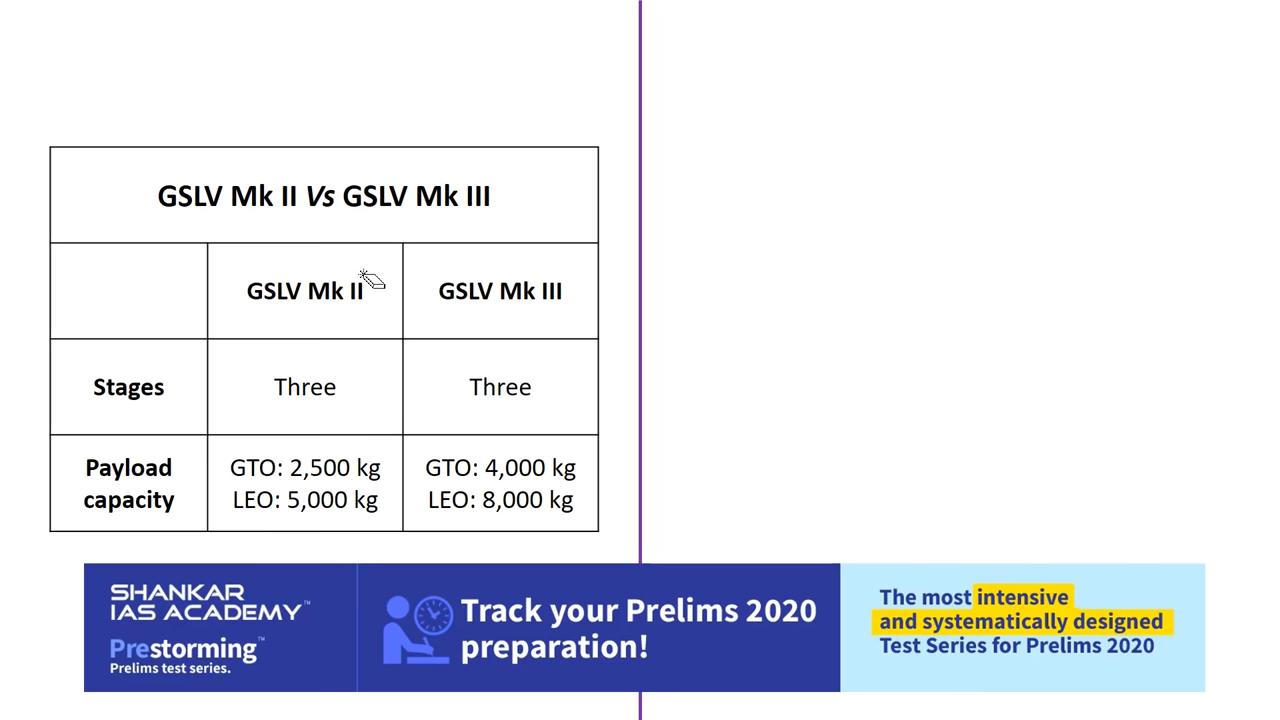 GSLV Mk II Vs GSLV Mk III
GSLV Mk II
GSLV Mk III
Stages
Three
Three
Payload
capacity
GTO: 2,500 kg
LEO: 5,000 kg
GTO: 4,000 kg
LEO: 8,000 kg
SHANKAR
IAS ACADEMY™
Prestorming™
Prelims test series.
Track your Prelims 2020
preparation!
The most intensive
and systematically designed
Test Series for Prelims 2020